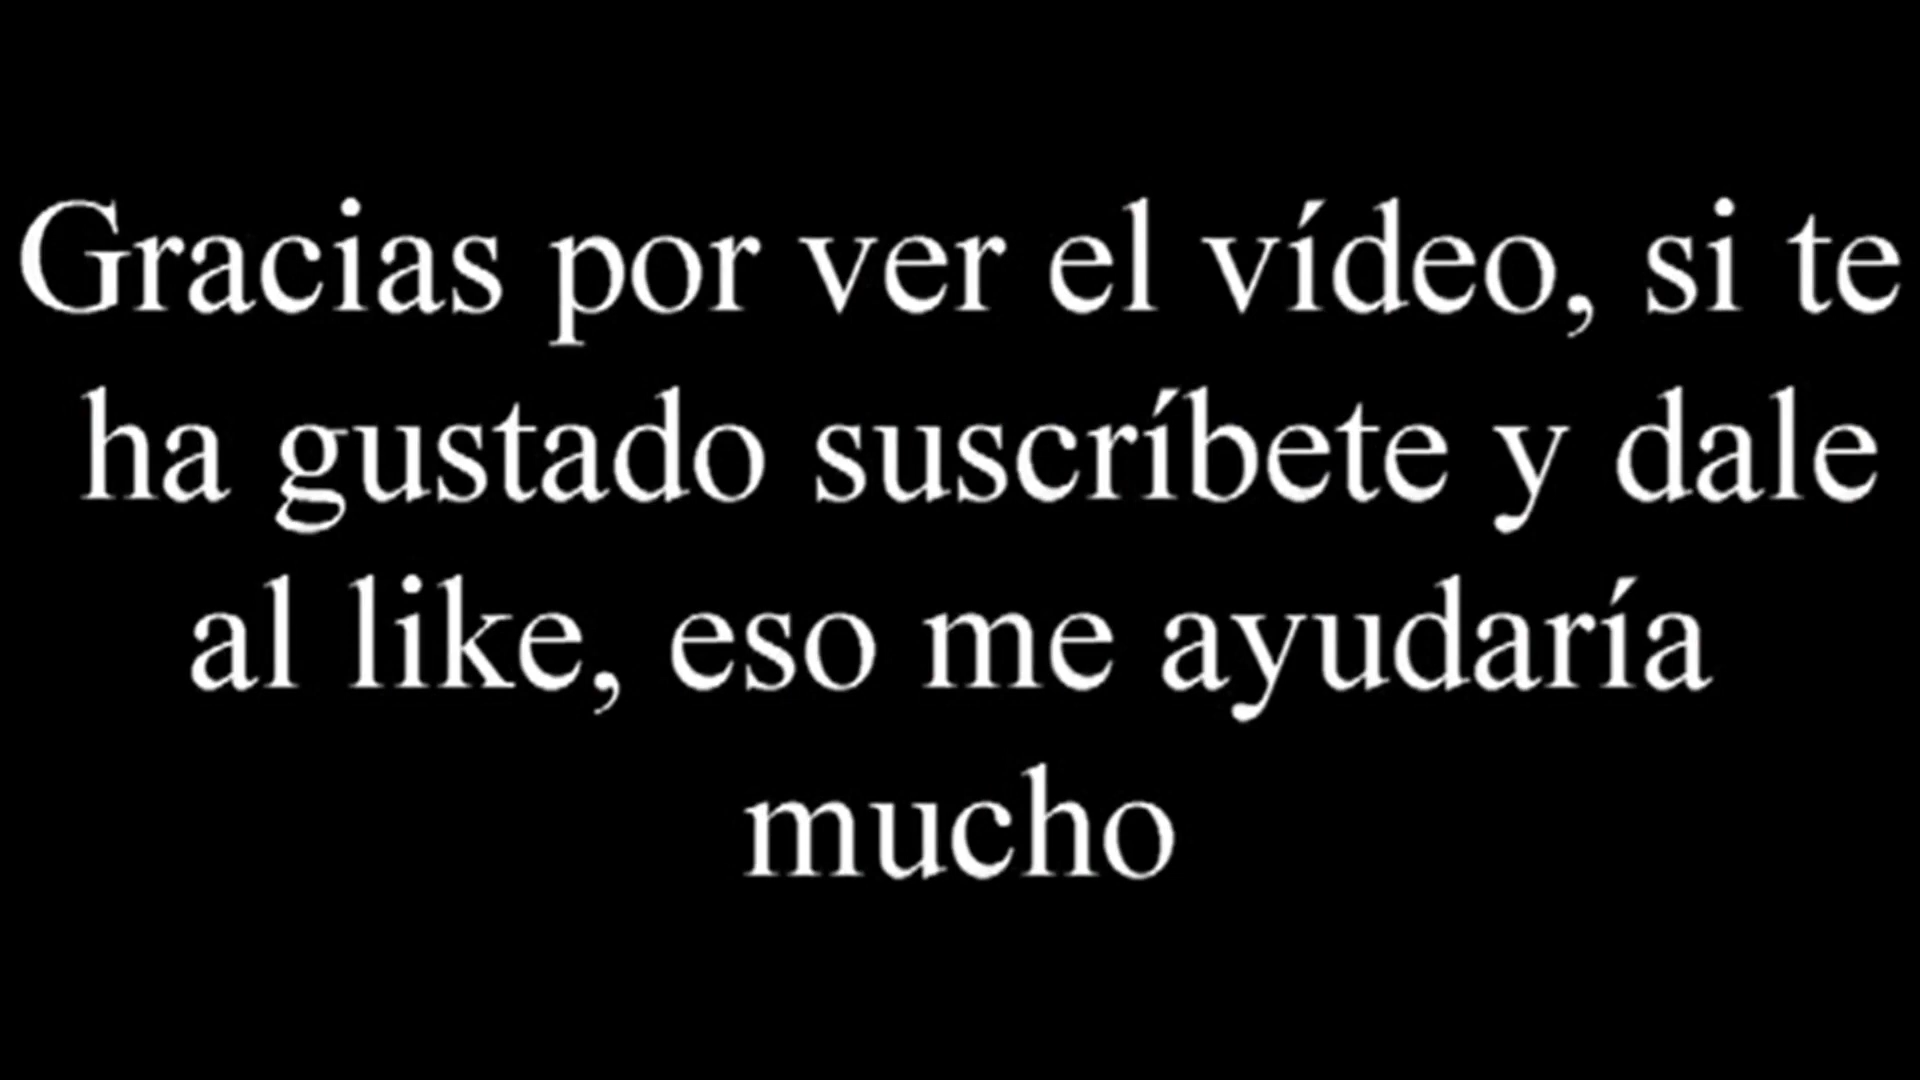 Gracias por ver el vídeo, si te
ha gustado suscríbete y dale
al like, eso me ayudaría
mucho